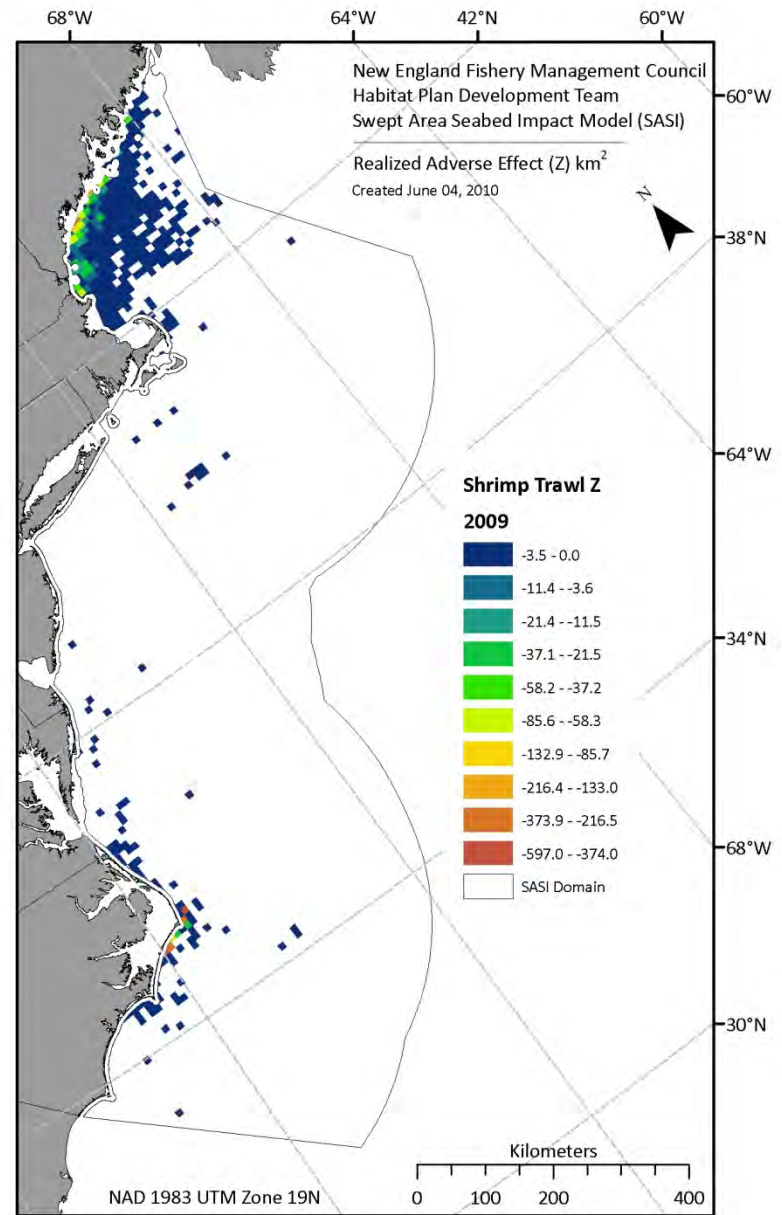 68°W 64°W 42°N 60°W
New England Fishery Management Council
Habitat Plan Development Team
Swept Area Seabed Impact Model (SASI)
Realized Adverse Effect (Z) km²
Created June 04, 2010
N
60°W
38°N
64°W
34°N
68°W
30°N
Shrimp Trawl Z
2009
-3.5 - 0.0
-11.4 - -3.6
-21.4 - -11.5
-37.1 - -21.5
-58.2 - -37.2
-85.6 - -58.3
-132.9 - -85.7
-216.4 - -133.0
-373.9 - -216.5
-597.0 - -374.0
SASI Domain
Kilometers
0 100 200 400
NAD 1983 UTM Zone 19N